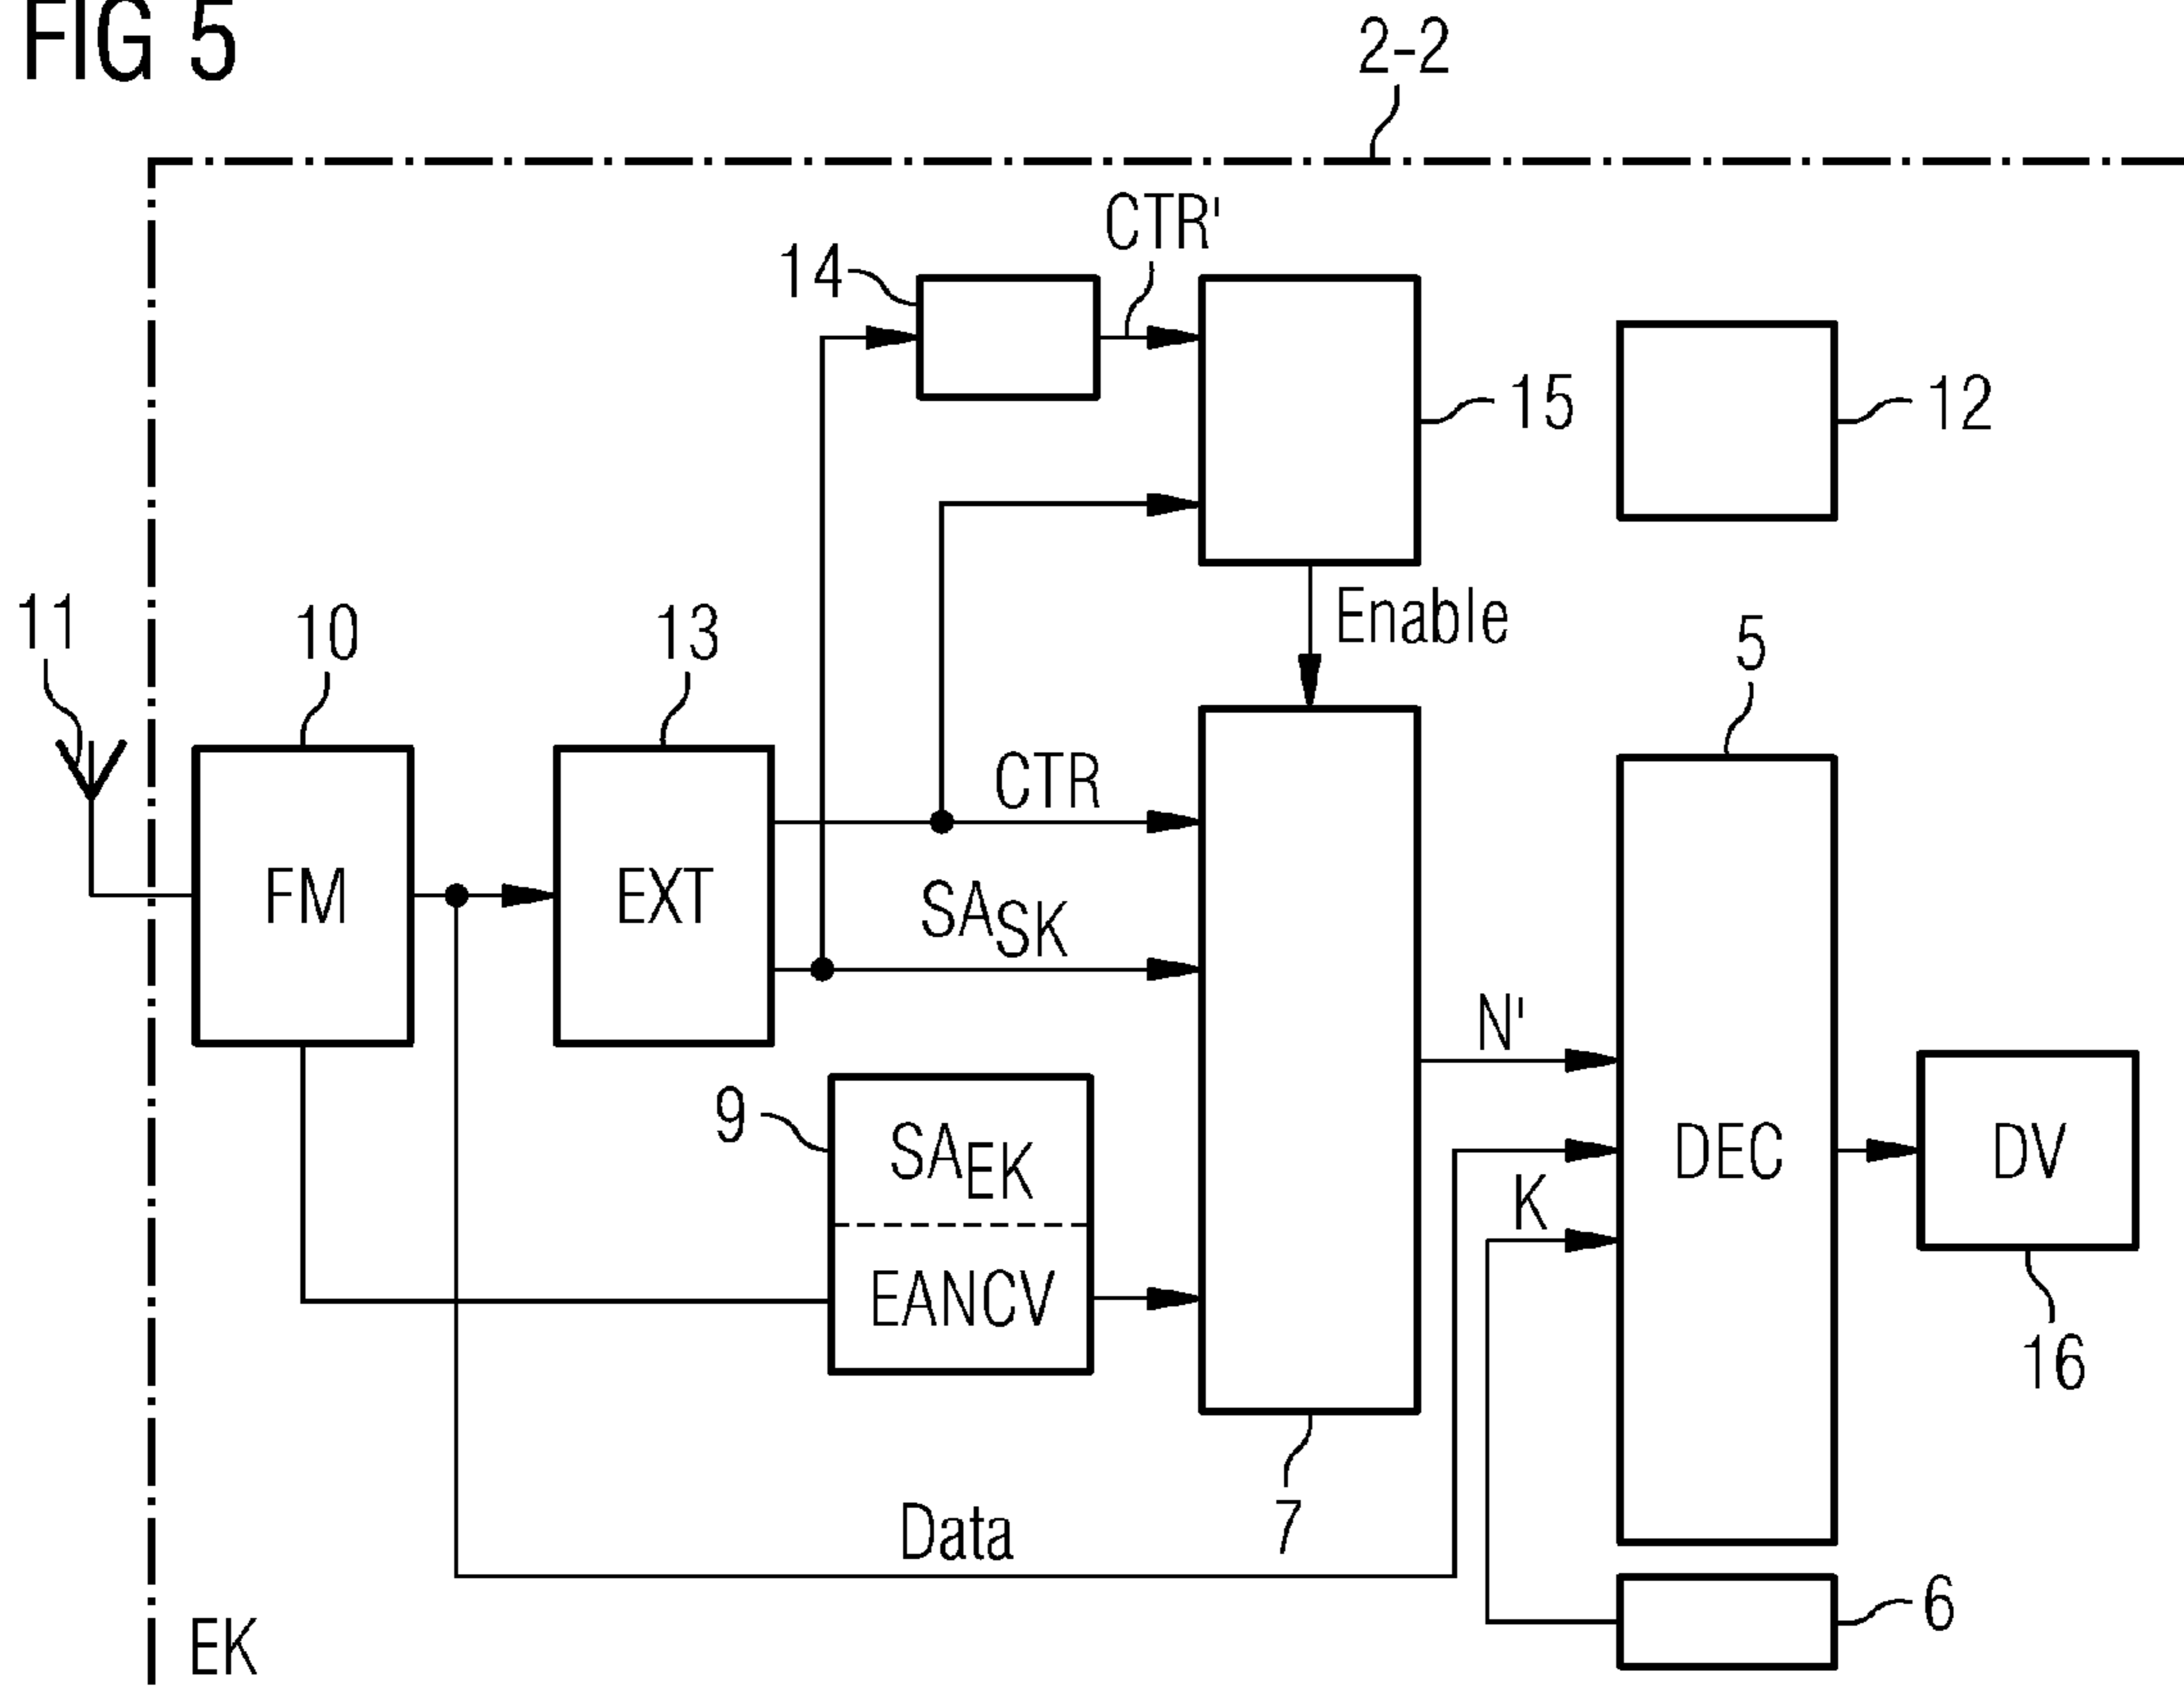 FIG 5
2-2
CTR'
14
15
12
11
10
13
Enable
5
CTR
FM
EXT
SASK
N'
9
SAEK
DEC
DV
K
EANCV
16
7
Data
6
EK